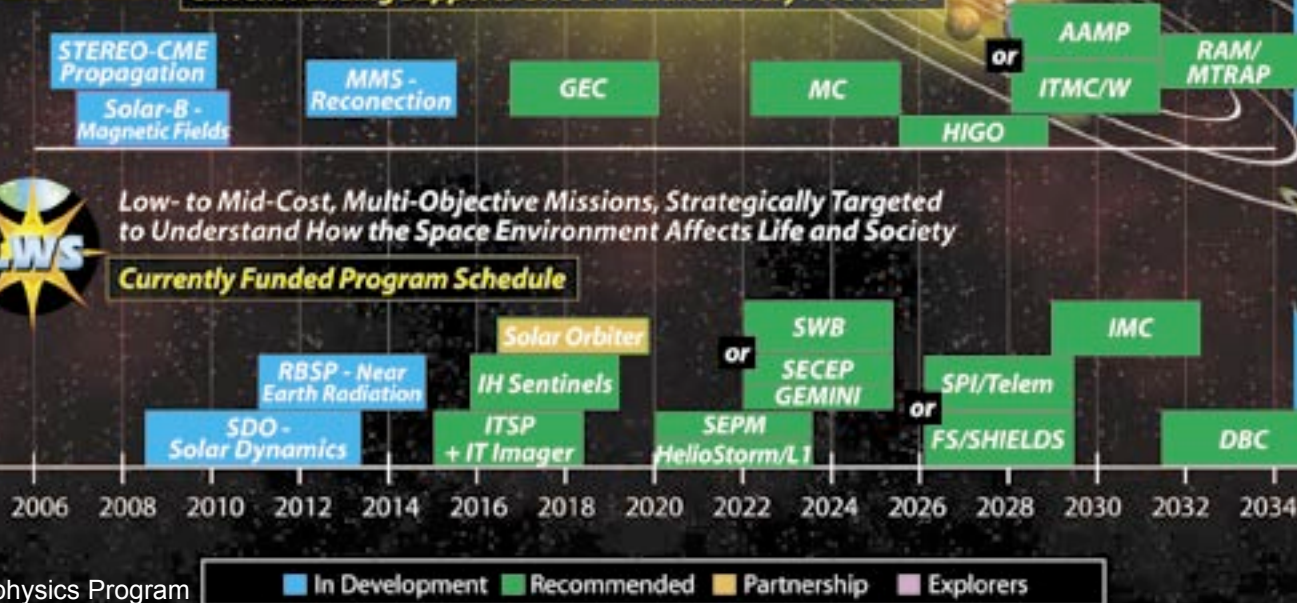 STEREO-CME
Propagation
Solar-B -
Magnetic Fields
MMS -
Reconection
GEC
MC
HIGO
or
AAMP
ITMC/W
RAM/
MTRAP
Low- to Mid-Cost, Multi-Objective Missions, Strategically Targeted
to Understand How the Space Environment Affects Life and Society
WS
Currently Funded Program Schedule
Solar Orbiter
RBSP - Near
Earth Radiation
IH Sentinels
SDO -
Solar Dynamics
ITSP
+ IT Imager
or
SWB
SECEP
GEMINI
SEPM
HelioStorm/L1
or
SPI/Telem
FS/SHIELDS
IMC
DBC
2006 2008 2010 2012 2014 2016 2018 2020 2022 2024 2026 2028 2030 2032 2034
physics Program
In Development Recommended Partnership Explorers